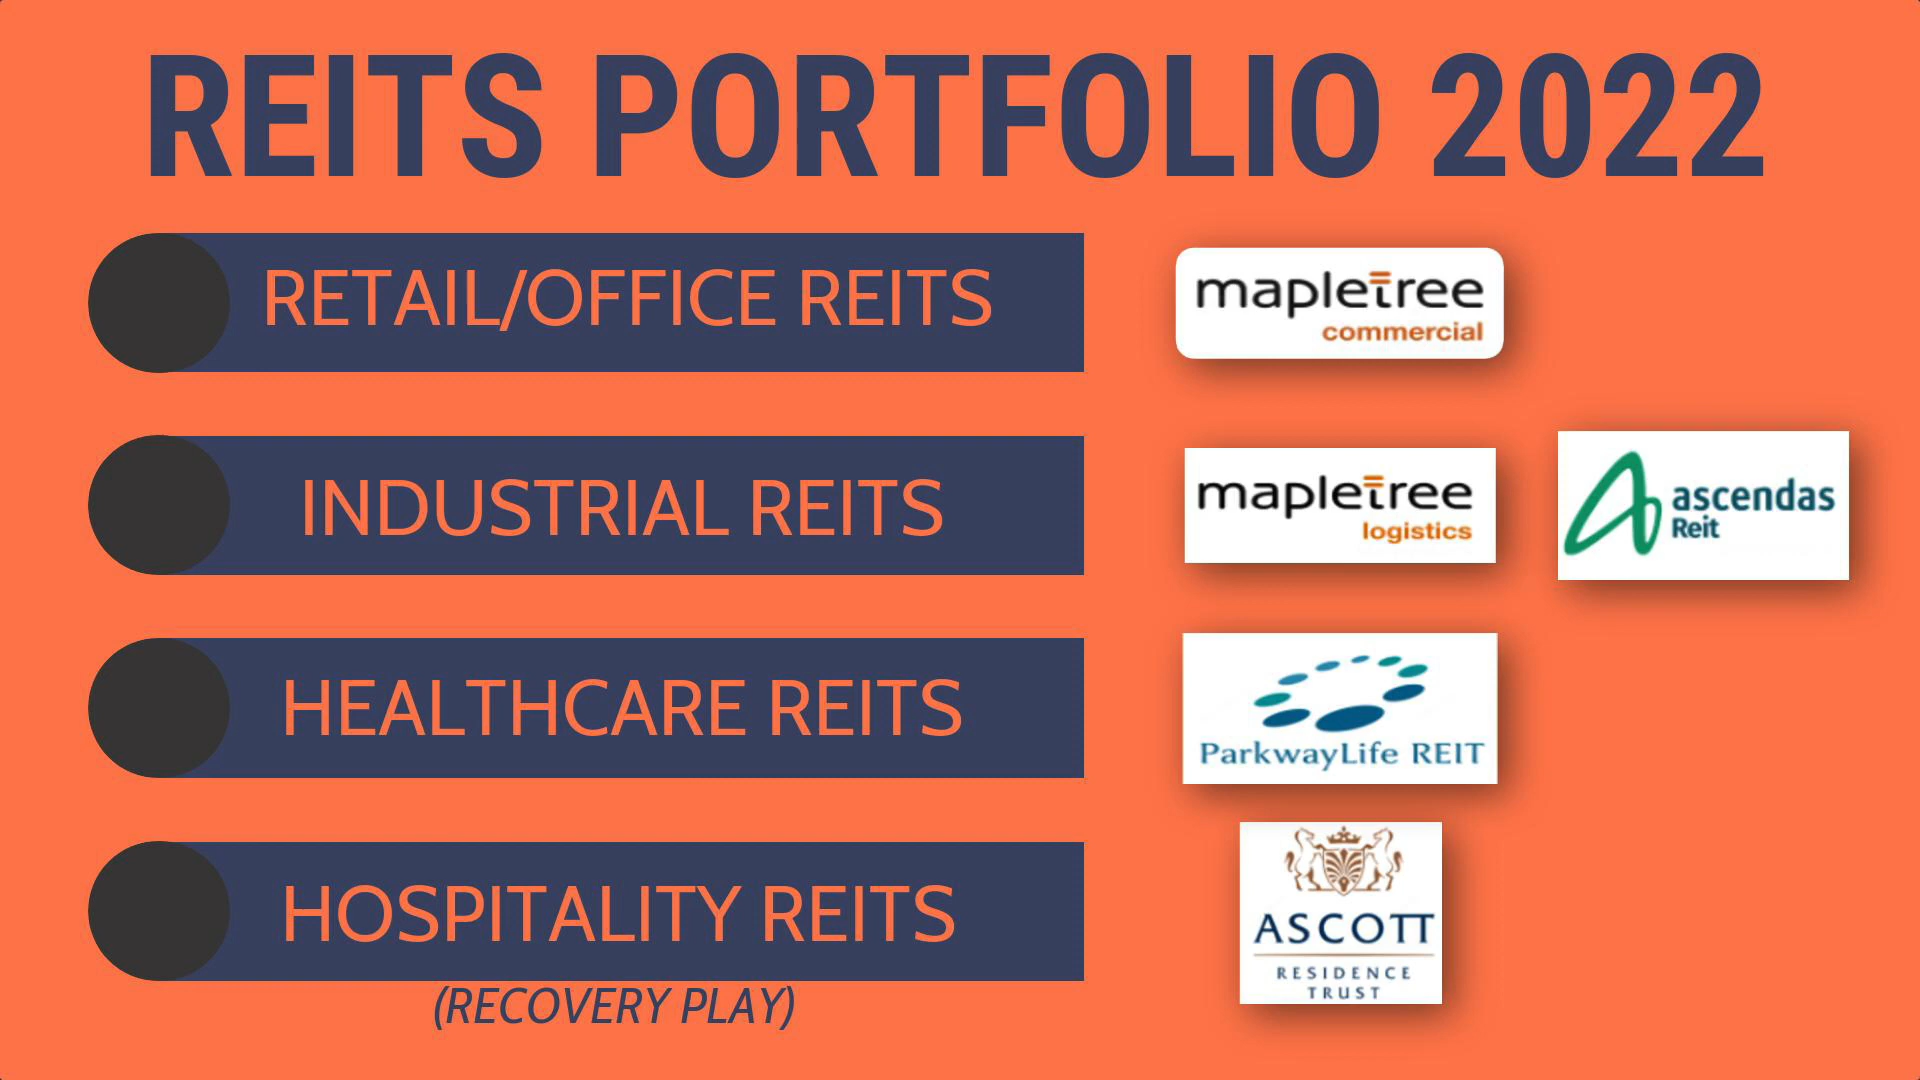 REITS PORTFOLIO 2022
RETAIL/OFFICE REITS
mapletree
commercial
INDUSTRIAL REITS
mapletree
logistics
ascendas
Reit
HEALTHCARE REITS
ParkwayLife REIT
HOSPITALITY REITS
(RECOVERY PLAY)
ASCOTT
RESIDENCE
TRUST